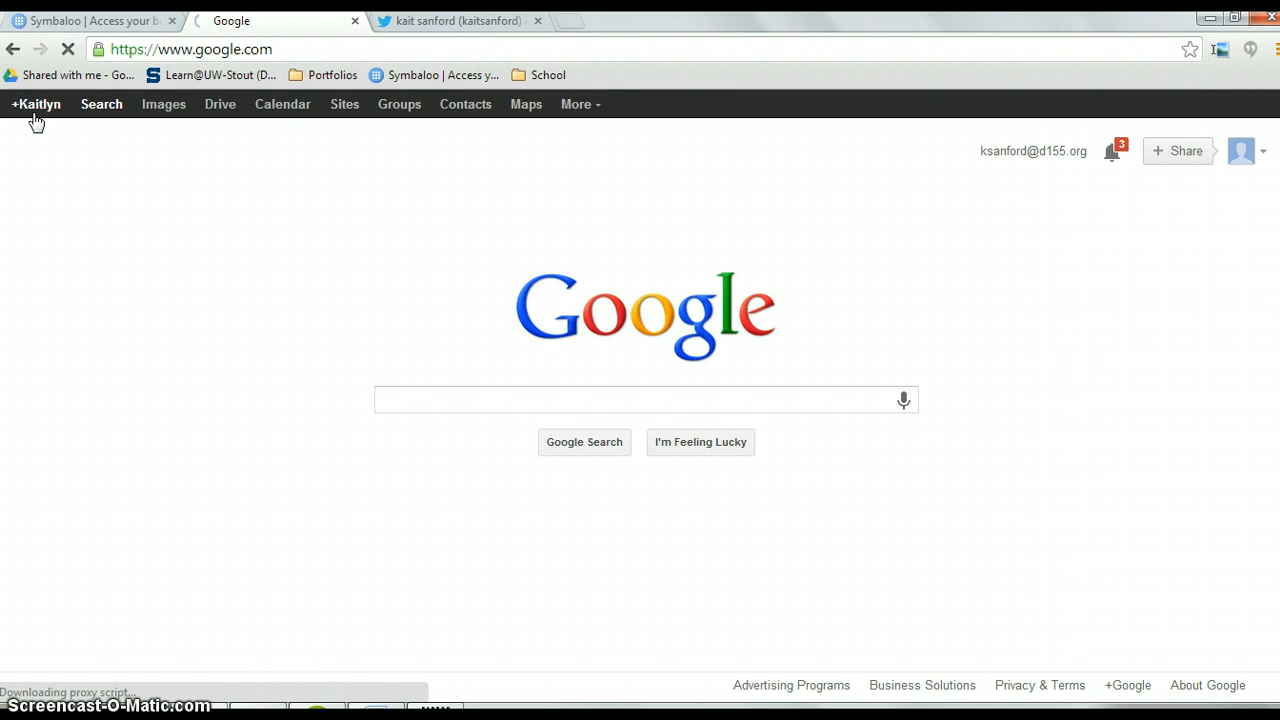 Symbaloo | Access your b
Google
kait sanford (kaitsanford)
https://www.google.com
Shared with me - Go...
Learn@UW-Stout (D...
Portfolios
Symbaloo | Access y...
School
+Kaitlyn Search Images Drive Calendar Sites Groups Contacts Maps More
ksanford@d155.org
3
+ Share
Google
Google Search
I'm Feeling Lucky
Advertising Programs Business Solutions Privacy & Terms +Google About Google
Downloading proxy script...
Screencast-O-Matic.com